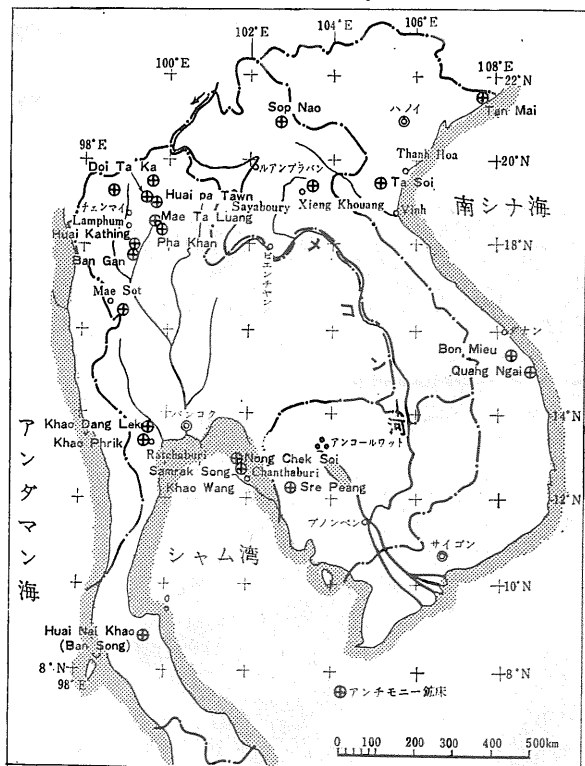 102°E
104°E
106°E
100°E
108°E
22°N
Sop Nao
ハノイ
Tan Mai
98°E
Thanh Hoa
20°N
Doi Ta Ka
ルアンプラバン
Ta Soi
Huai pa Tawn
Sayaboury
Xieng Khouang
チェンマイ
Lamphum
Mae Ta Luang
Vinh
南シナ海
Huai Kathing
Pha Khan
18°N
Ban Gan
ビエンチャン
メコン河
Mae Sot
ダナン
Bon Mieu
Quang Ngai
14°N
Khao Dang Lek
バンコク
アンコールワット
Khao Phrik
Ratchaburi
Nong Chek Soi
Samrak Song
Chanthaburi
Khao Wang
Sre Peang
12°N
プノンペン
サイゴン
アンダマン海
シャム湾
10°N
Huai Nai Khao
(Ban Song)
8°N
98°E
8°N
アンチモニー鉱床
0 100 200 300 400 500km